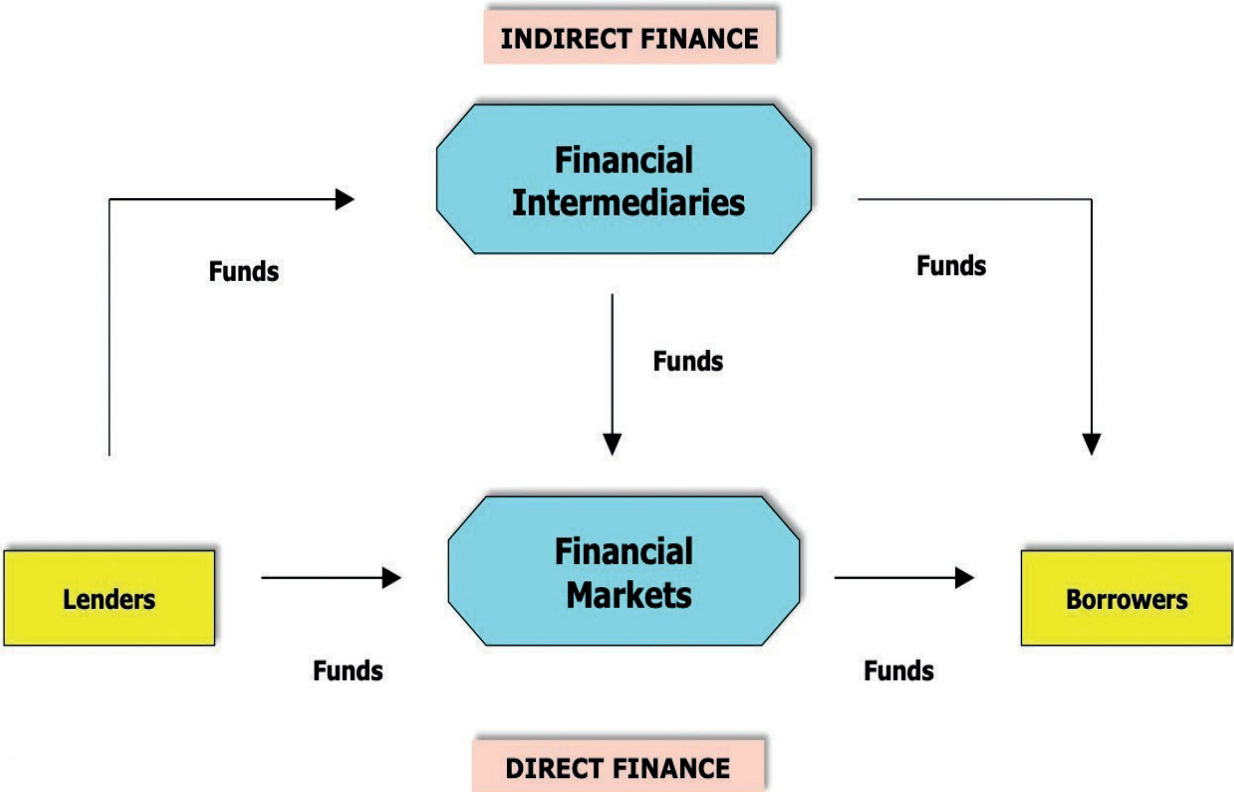 INDIRECT FINANCE
Financial
Intermediaries
Funds
Funds
Funds
Financial
Markets
Lenders
Borrowers
Funds
Funds
DIRECT FINANCE